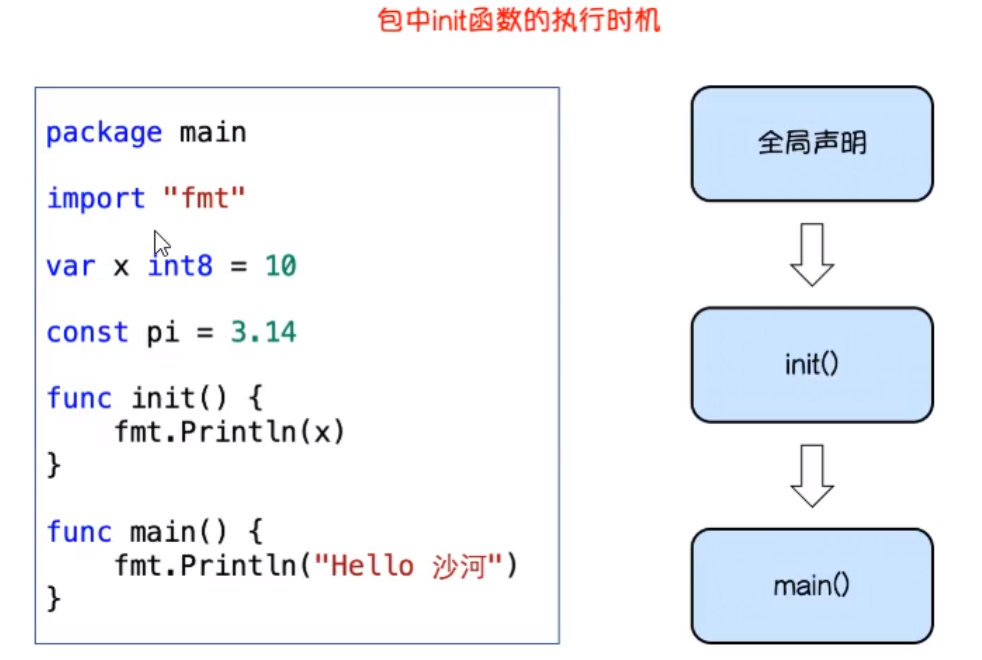 包中init函数的执行时机
package main
import "fmt"
var x int8 = 10
const pi = 3.14
func init() {
    fmt.Println(x)
}
func main() {
    fmt.Println("Hello 沙河")
}
全局声明
init()
main()